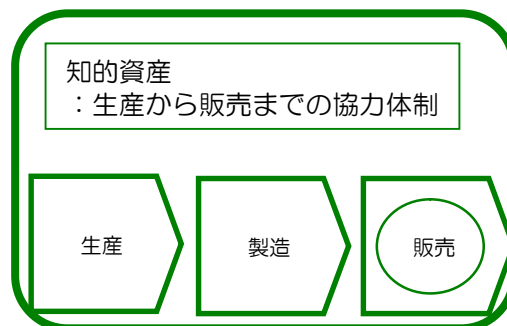 知的資産
：生産から販売までの協力体制
生産
製造
販売